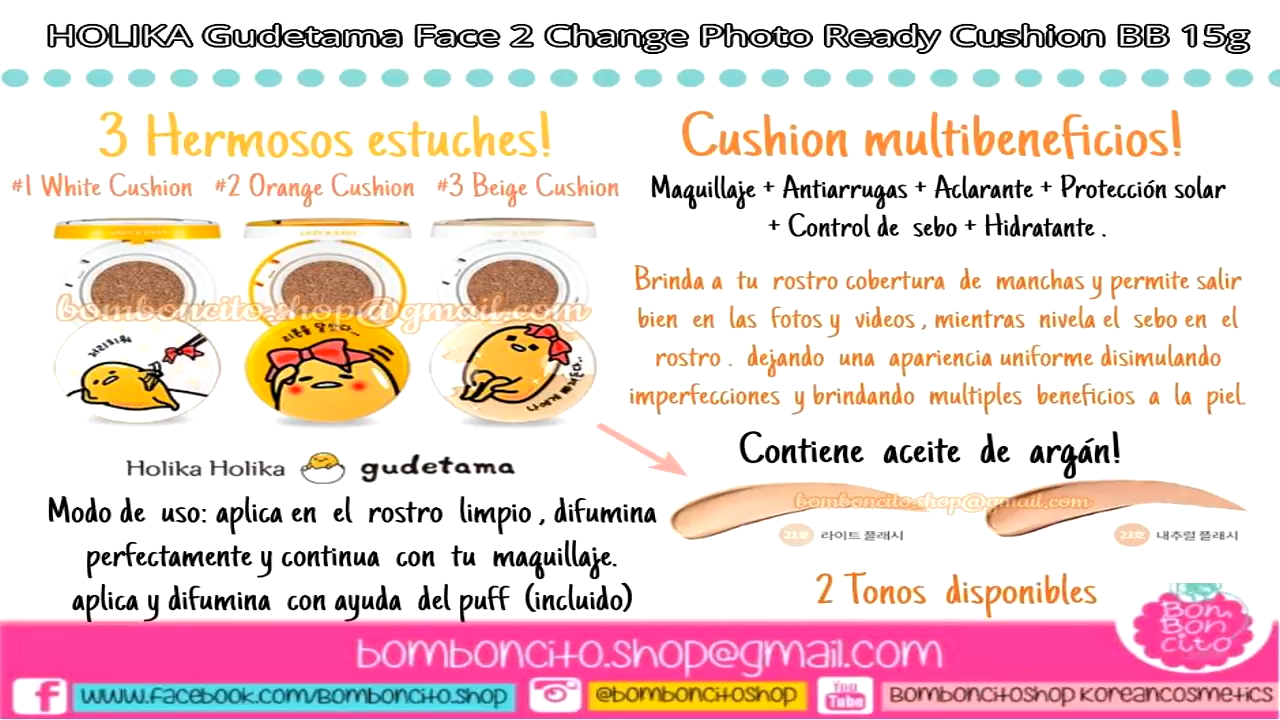 HOLIKA Gudetama Face 2 Change Photo Ready Cushion BB 15g
3 Hermosos estuches!
#1 White Cushion #2 Orange Cushion #3 Beige Cushion
LAZY & EASY
bomboncito.shop@gmail.com
Holika Holika gudetama
Modo de uso: aplica en el rostro limpio, difumina
perfectamente y continua con tu maquillaje.
aplica y difumina con ayuda del puff (incluido)
Cushion multibeneficios!
Maquillaje + Antiarrugas + Aclarante + Protección solar
+ Control de sebo + Hidratante .
Brinda a tu rostro cobertura de manchas y permite salir
bien en las fotos y videos , mientras nivela el sebo en el
rostro . dejando una apariencia uniforme disimulando
imperfecciones y brindando multiples beneficios a la piel.
Contiene aceite de argán!
bomboncito.shop@gmail.com
21호 라이트 플래시
23호 내추럴 플래시
2 Tonos disponibles
Bom
Bon
cito
bomboncito.shop@gmail.com
f www.facebook.com/Bomboncito.shop @bomboncitoshop You Tube Bomboncitoshop Koreancosmetics